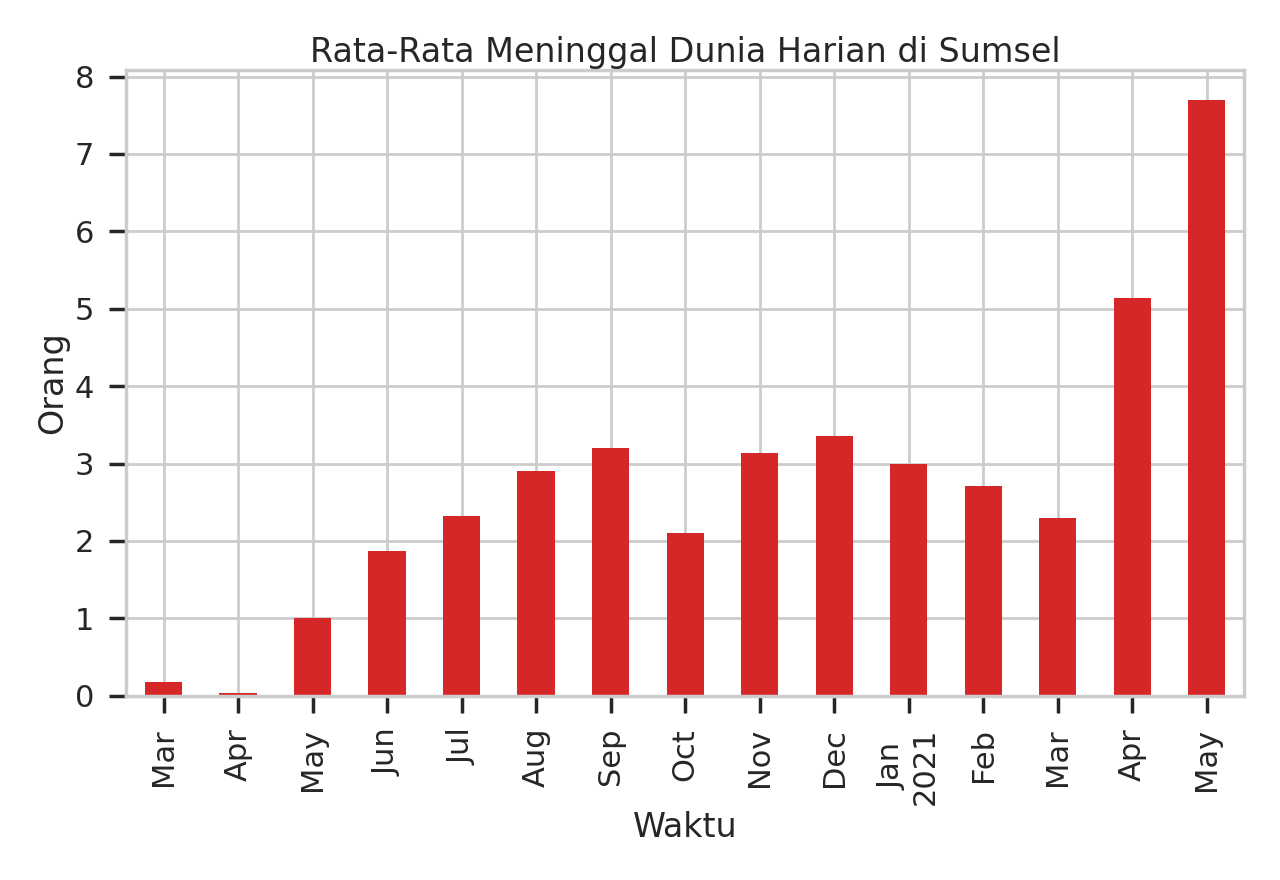 Rata-Rata Meninggal Dunia Harian di Sumsel
8
7
6
5
4
3
2
1
0
Orang
Mar
Apr
May
Jun
Jul
Aug
Sep
Oct
Nov
Dec
Jan
2021
Feb
Mar
Apr
May
Waktu